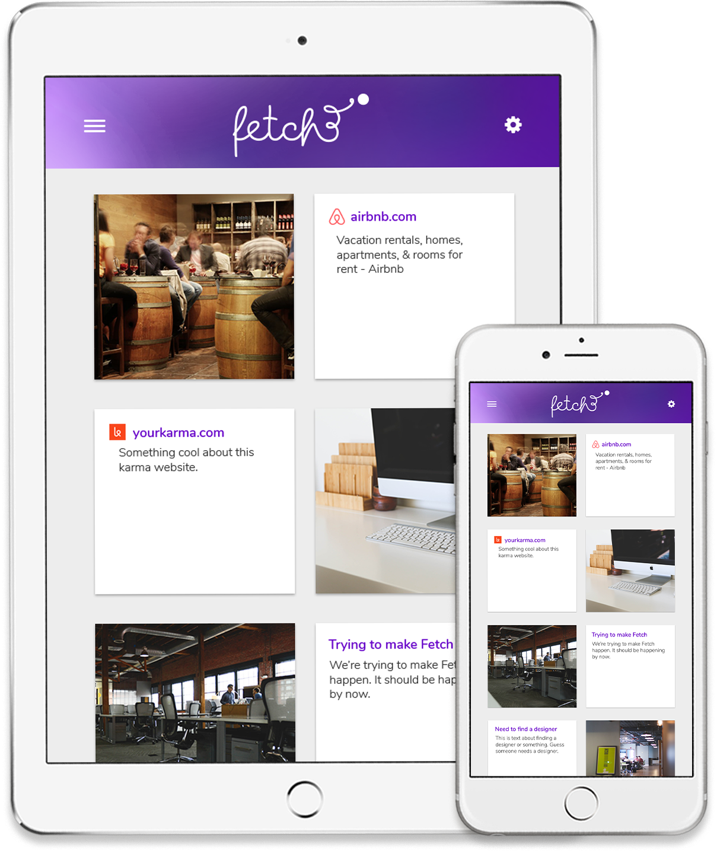 fetch
airbnb.com
Vacation rentals, homes,
apartments, & rooms for
rent - Airbnb
yourkarma.com
Something cool about this
karma website.
Trying to make Fetch
We're trying to make Fet
happen. It should be hap
by now.
fetch
airbnb.com
Vacation rentals, homes,
apartments, & rooms for
rent - Airbnb
yourkarma.com
Something cool about this
karma website.
Trying to make Fetch
We're trying to make Fetch
happen. It should be happening
by now.
Need to find a designer
This is text about finding a
designer or something. Guess
someone needs a designer.